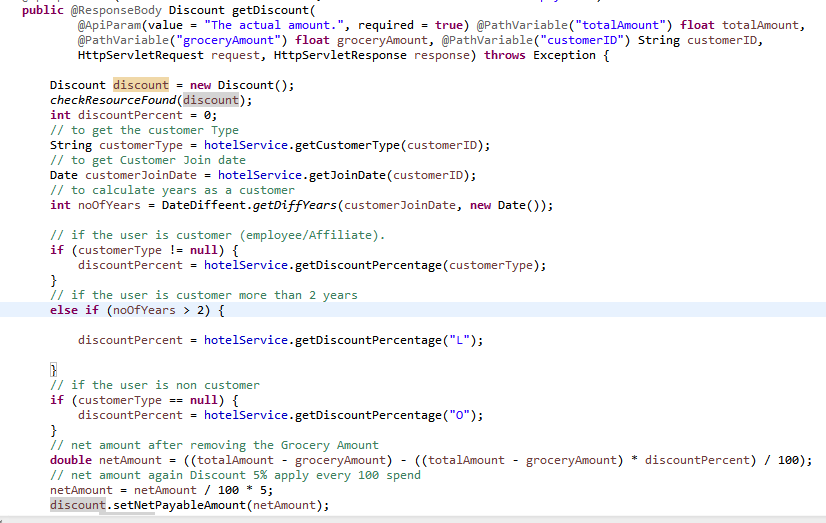 public @ResponseBody Discount getDiscount(
@ApiParam(value = "The actual amount.", required = true) @PathVariable("totalAmount") float totalAmount,
@PathVariable("groceryAmount") float groceryAmount, @PathVariable("customerID") String customerID,
HttpServletRequest request, HttpServletResponse response) throws Exception {
Discount discount = new Discount();
checkResourceFound(discount);
int discountPercent = 0;
// to get the customer Type
String customerType = hotelService.getCustomerType(customerID);
// to get Customer Join date
Date customerJoinDate = hotelService.getJoinDate(customerID);
// to calculate years as a customer
int noOfYears = DateDiffeent.getDiffYears(customerJoinDate, new Date());
// if the user is customer (employee/Affiliate).
if (customerType != null) {
discountPercent = hotelService.getDiscountPercentage(customerType);
}
// if the user is customer more than 2 years
else if (noOfYears > 2) {
discountPercent = hotelService.getDiscountPercentage("L");
}
// if the user is non customer
if (customerType == null) {
discountPercent = hotelService.getDiscountPercentage("O");
}
// net amount after removing the Grocery Amount
double netAmount = ((totalAmount - groceryAmount) - ((totalAmount - groceryAmount) * discountPercent) / 100);
// net amount again Discount 5% apply every 100 spend
netAmount = netAmount / 100 * 5;
discount.setNetPayableAmount(netAmount);